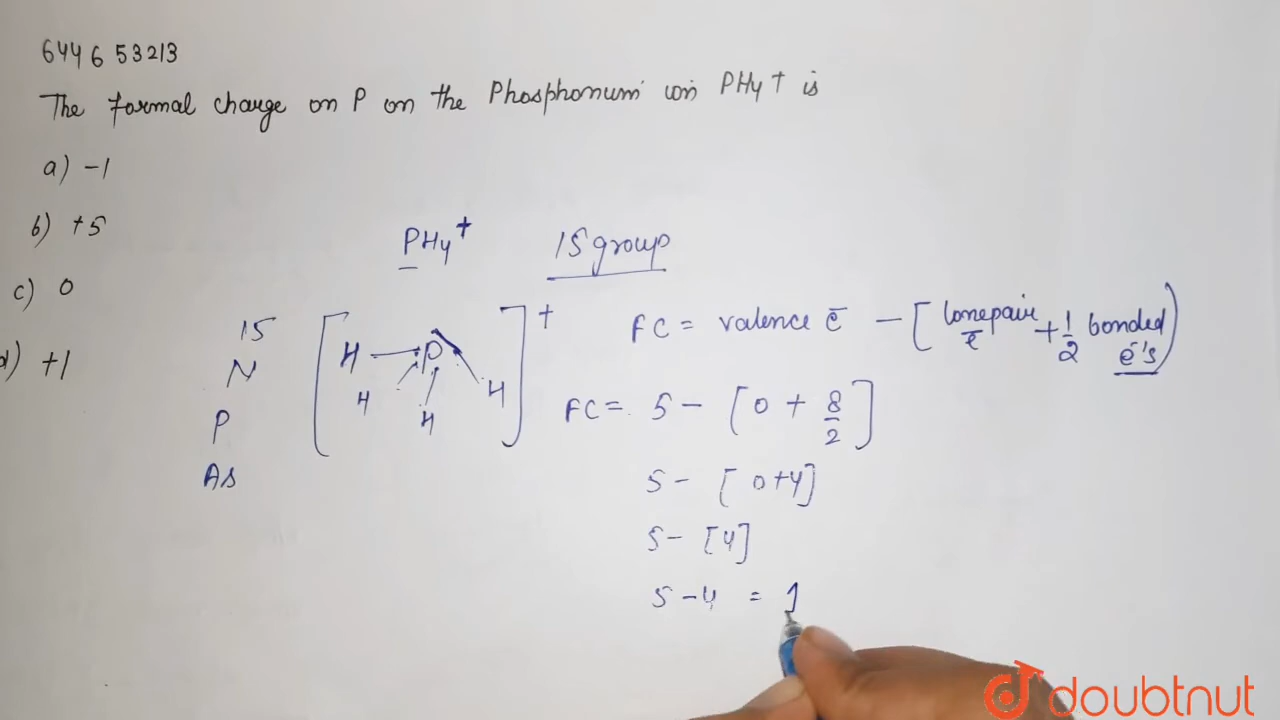 644653213
The formal charge on P on the Phosphonum ion PH4+ is
a) -1
b) +5
c) 0
d) +1
PH4+
15 group
15
N
P
As
[H P H H H]+
FC = valence e̅ - [lonepair e̅ + 1/2 bonded e̅'s)
FC = 5 - [0 + 8/2]
5 - [0+4]
5 - [4]
5 - 4 = 1
doubtnut